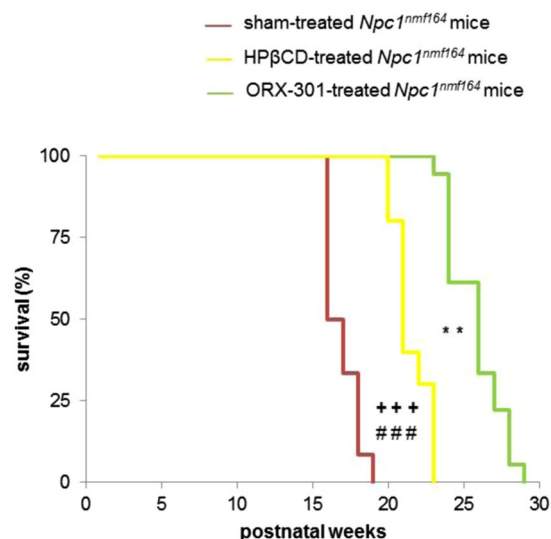 sham-treated Npc1nmf164 mice
HPβCD-treated Npc1nmf164 mice
ORX-301-treated Npc1nmf164 mice
100
75
50
25
0
survival (%)
* *
+ + +
# # #
0 5 10 15 20 25 30
postnatal weeks